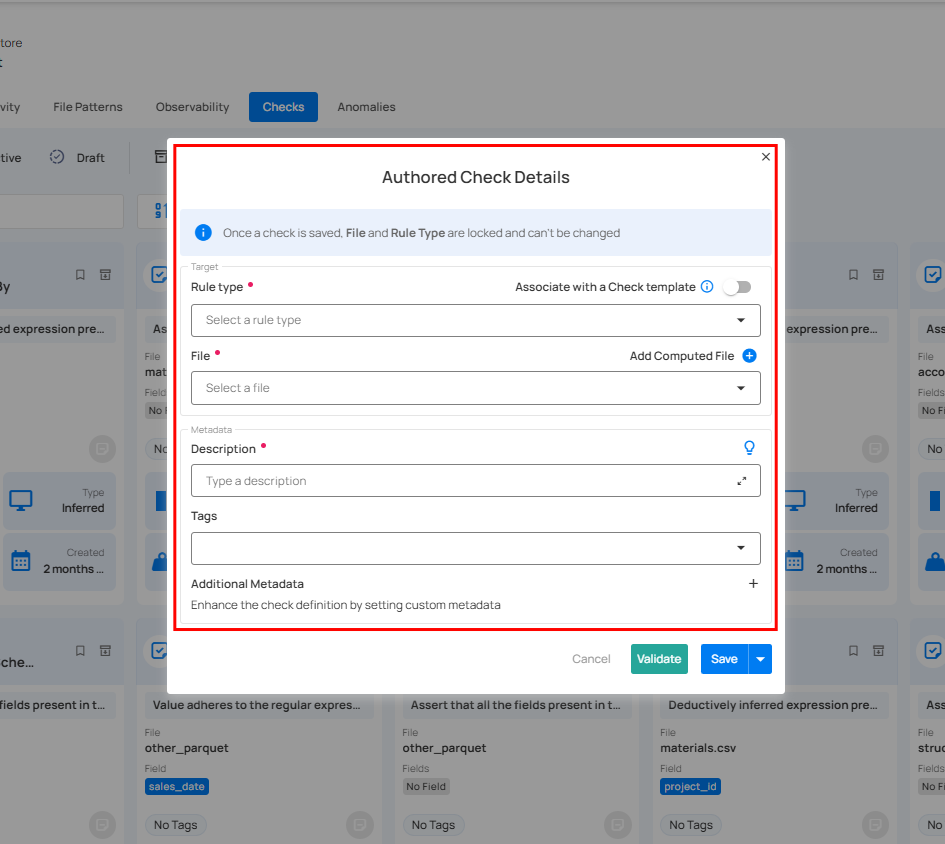 tore
t
vity
File Patterns
Observability
Checks
Anomalies
tive
Draft
Authored Check Details
Once a check is saved, File and Rule Type are locked and can't be changed
Target
Rule type
Associate with a Check template
Select a rule type
File
Add Computed File
Select a file
Metadata
Description
Type a description
Tags
Additional Metadata
Enhance the check definition by setting custom metadata
Cancel
Validate
Save
By
ed expression pre...
As
expression pre...
Ass
File
mat
File
acco
Field
Fields
No F
No Fi
No
No
Type
Inferred
Type
Inferred
Created
2 months ...
Created
2 months ...
Sche...
fields present in t...
Value adheres to the regular expres...
Assert that all the fields present in t...
Deductively inferred expression pre...
Ass
File
other_parquet
File
other_parquet
File
materials.csv
File
struc
Field
sales_date
Fields
No Field
Field
project_id
Fields
No Fi
No Tags
No Tags
No Tags
No